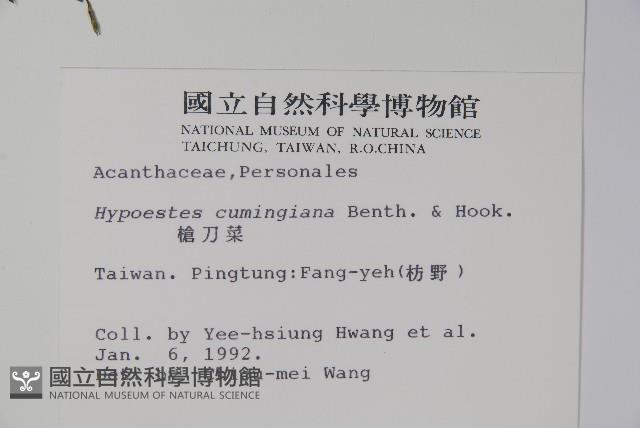 國立自然科學博物館
NATIONAL MUSEUM OF NATURAL SCIENCE
TAICHUNG, TAIWAN, R.O.CHINA
Acanthaceae,Personales
Hypoestes cumingiana Benth. & Hook.
槍刀菜
Taiwan. Pingtung:Fang-yeh(枋野)
Coll. by Yee-hsiung Hwang et al.
Jan. 6, 1992.
-mei Wang
國立自然科學博物館
NATIONAL MUSEUM OF NATURAL SCIENCE